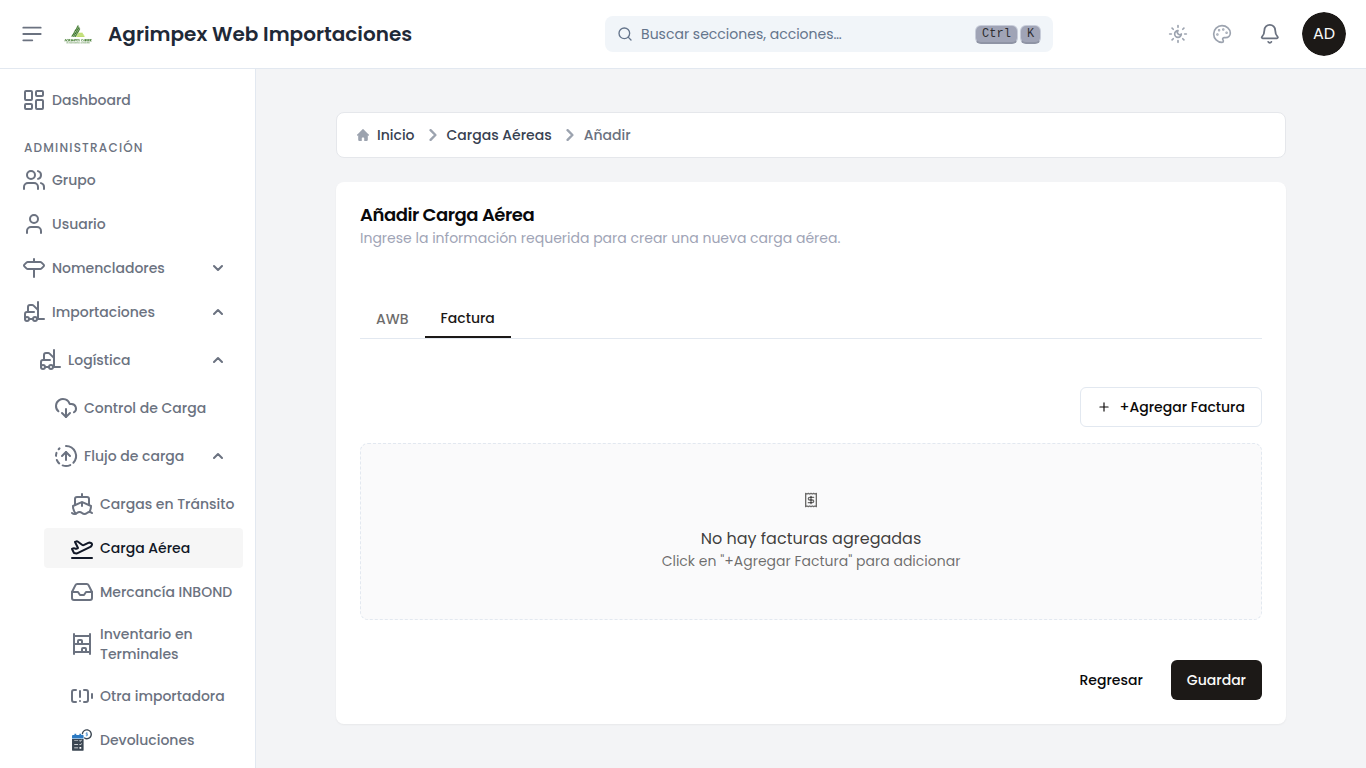 Agrimpex Web Importaciones
Buscar secciones, acciones...
Ctrl K
AD
Dashboard
ADMINISTRACIÓN
Grupo
Usuario
Nomencladores
Importaciones
Logística
Control de Carga
Flujo de carga
Cargas en Tránsito
Carga Aérea
Mercancía INBOND
Inventario en
Terminales
Otra importadora
Devoluciones
Inicio
Cargas Aéreas
Añadir
Añadir Carga Aérea
Ingrese la información requerida para crear una nueva carga aérea.
AWB
Factura
+Agregar Factura
No hay facturas agregadas
Click en "+Agregar Factura" para adicionar
Regresar
Guardar